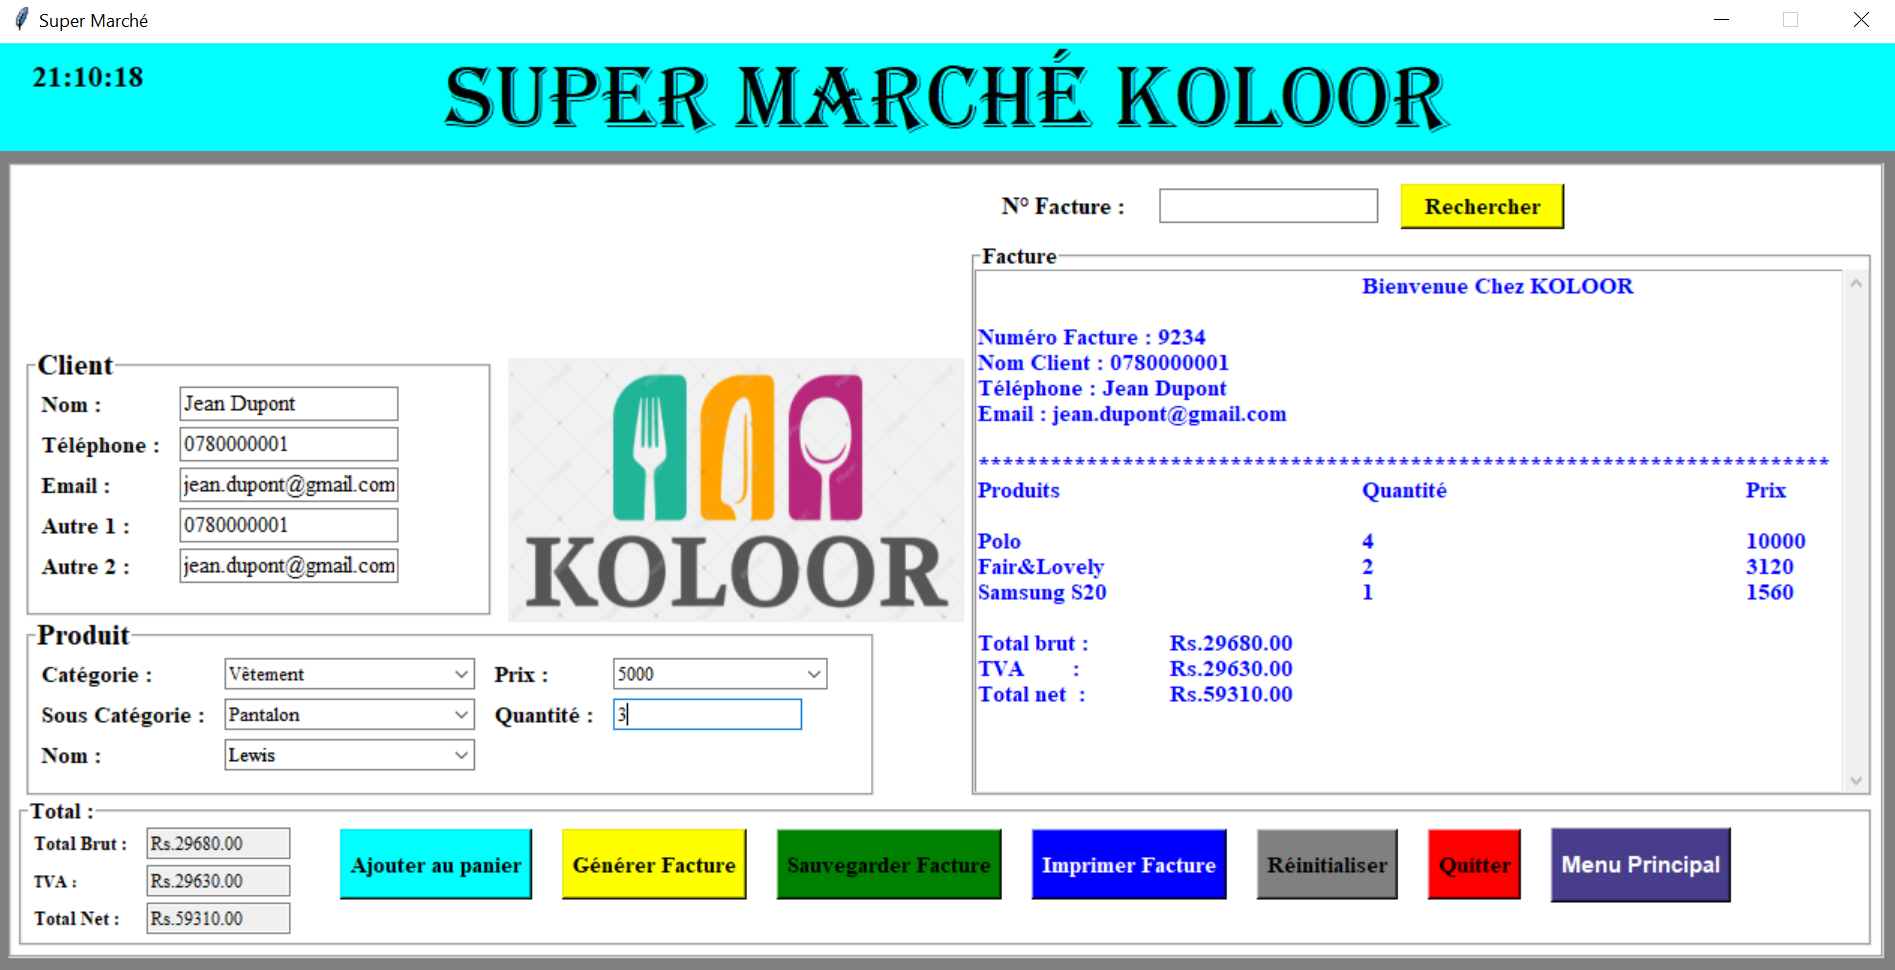 Super Marché
21:10:18
SUPER MARCHÉ KOLOOR
N° Facture :
Rechercher
Client
Nom : Jean Dupont
Téléphone : 0780000001
Email : jean.dupont@gmail.com
Autre 1 : 0780000001
Autre 2 : jean.dupont@gmail.com
KOLOOR
Produit
Catégorie : Vêtement Prix : 5000
Sous Catégorie : Pantalon Quantité : 3
Nom : Lewis
Facture
Bienvenue Chez KOLOOR
Numéro Facture : 9234
Nom Client : 0780000001
Téléphone : Jean Dupont
Email : jean.dupont@gmail.com
***********************************************************************
Produits Quantité Prix
Polo 4 10000
Fair&Lovely 2 3120
Samsung S20 1 1560
Total brut : Rs.29680.00
TVA : Rs.29630.00
Total net : Rs.59310.00
Total :
Total Brut : Rs.29680.00
TVA : Rs.29630.00
Total Net : Rs.59310.00
Ajouter au panier
Générer Facture
Sauvegarder Facture
Imprimer Facture
Réinitialiser
Quitter
Menu Principal